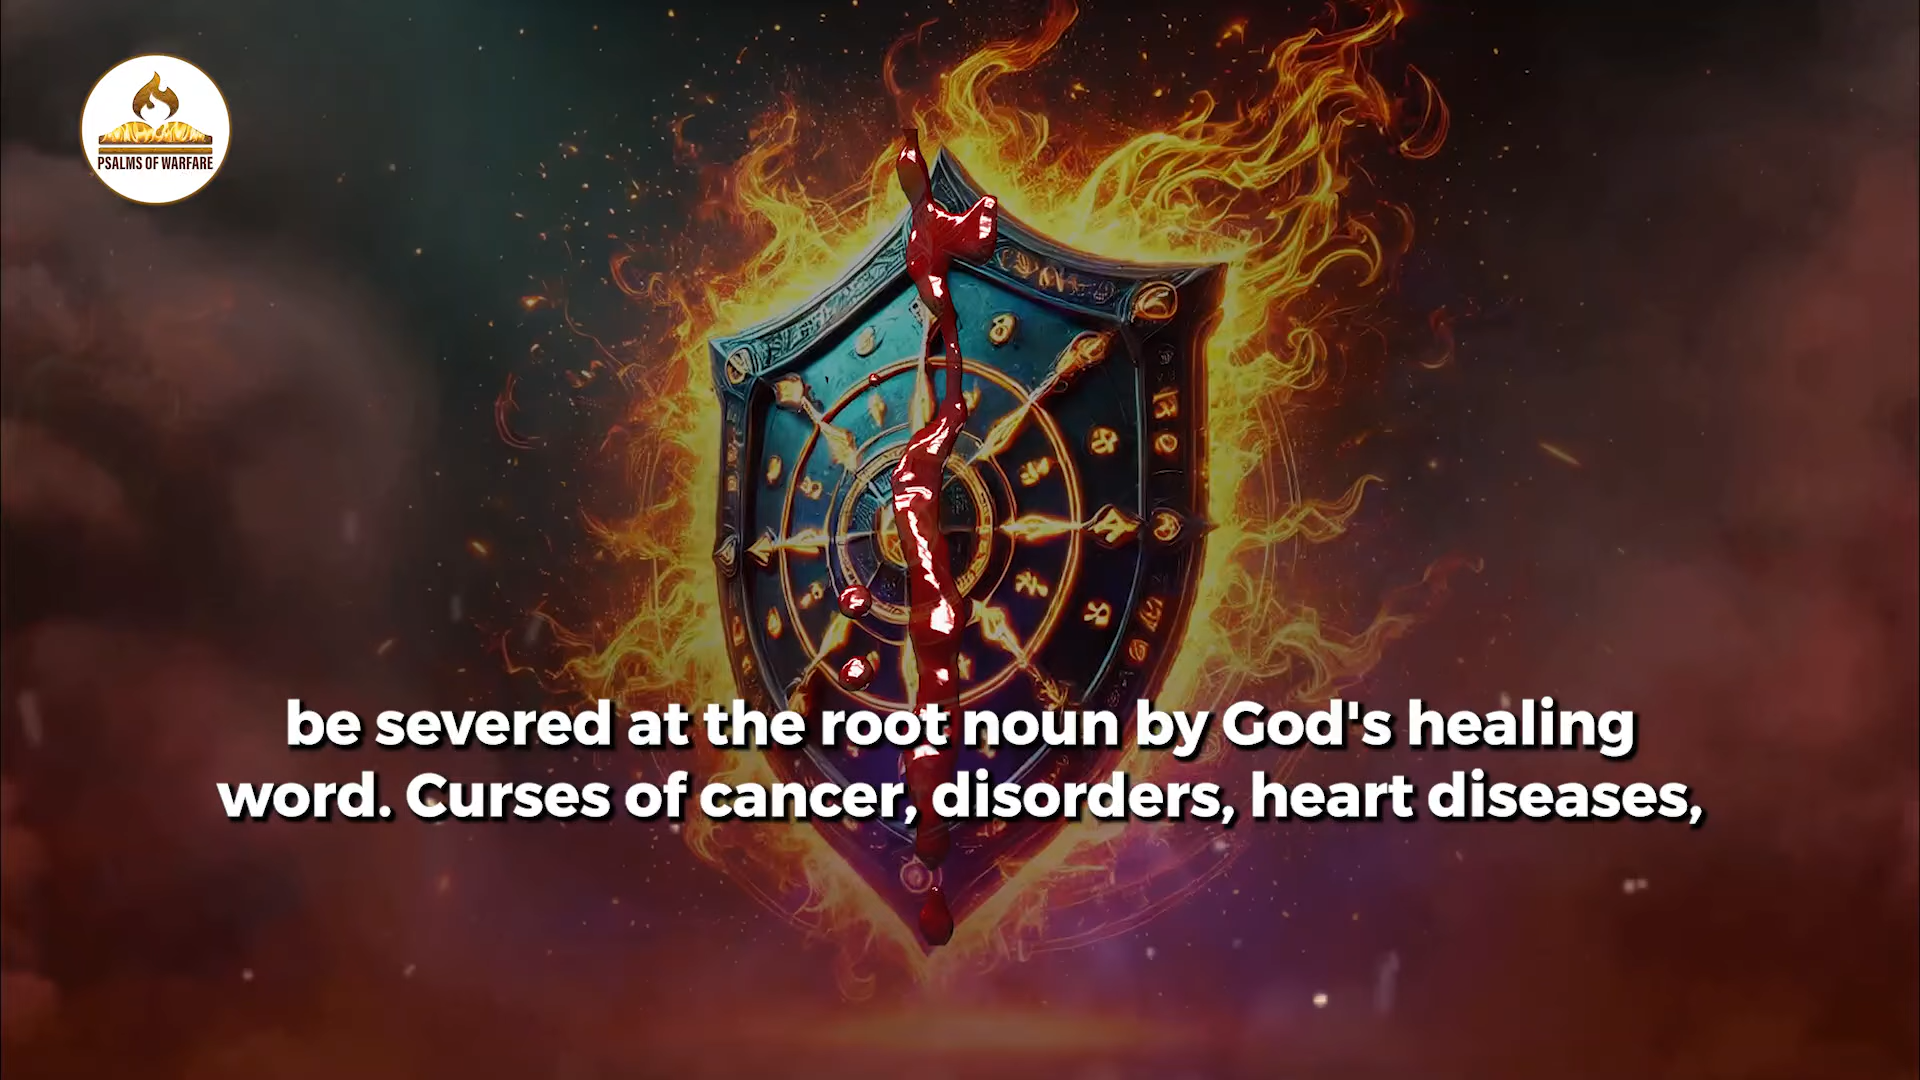 PSALMS OF WARFARE
be severed at the root noun by God's healing
word. Curses of cancer, disorders, heart diseases,